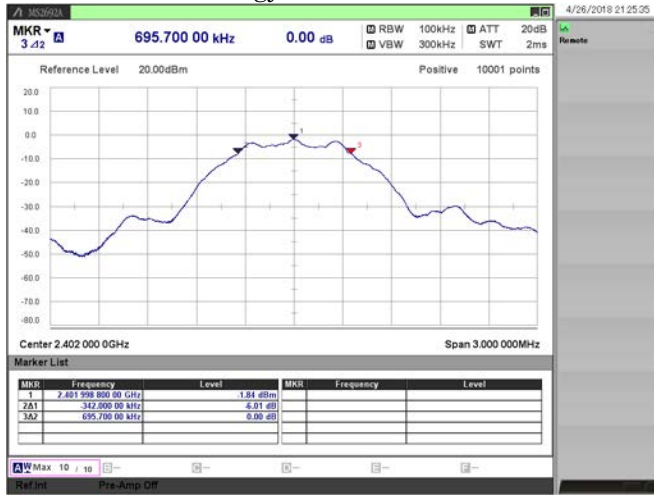 MS2692A
4/26/2018 21:25:35
MKR 3Δ2 A 695.700 00 kHz 0.00 dB
M RBW 100kHz M ATT 20dB
M VBW 300kHz SWT 2ms
Remote
Reference Level 20.00dBm Positive 10001 points
20.0
10.0
0.0
-10.0
-20.0
-30.0
-40.0
-50.0
-60.0
-70.0
-80.0
1
3
Center 2.402 000 0GHz Span 3.000 000MHz
Marker List
MKR Frequency Level MKR Frequency Level
1 2.401 998 800 00 GHz -1.84 dBm
2Δ1 -342.000 00 kHz -6.01 dB
3Δ2 695.700 00 kHz 0.00 dB
A W Max 10 / 10
Ref.Int Pre-Amp Off